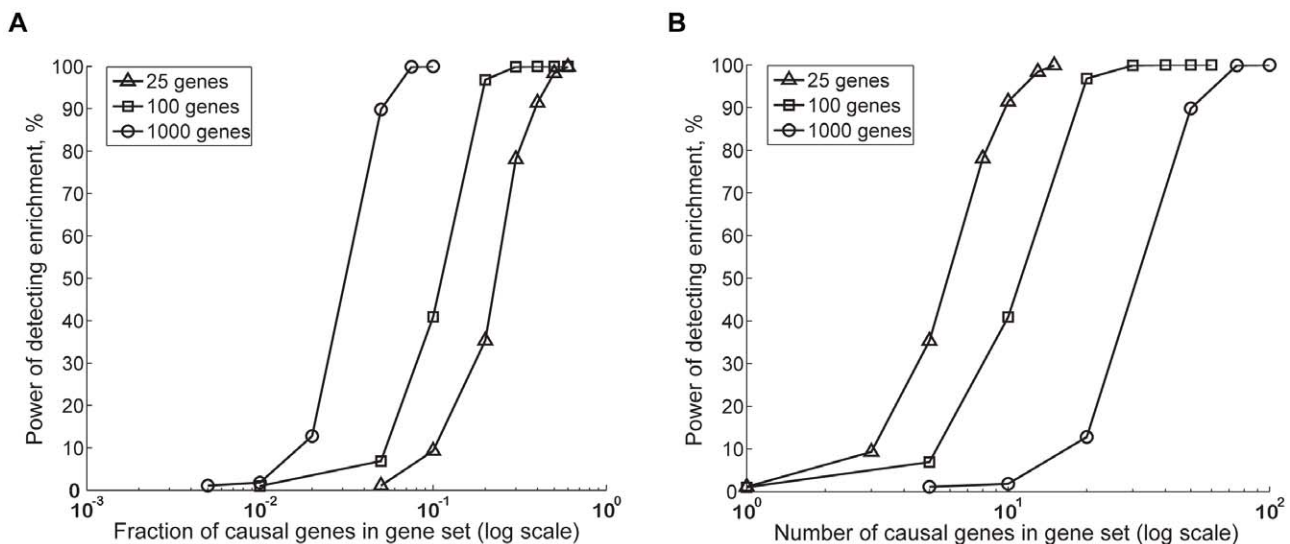 A
B
100
90
80
70
60
50
40
30
20
10
0
Power of detecting enrichment, %
25 genes
100 genes
1000 genes
10^-3
10^-2
10^-1
10^0
Fraction of causal genes in gene set (log scale)
100
90
80
70
60
50
40
30
20
10
0
Power of detecting enrichment, %
25 genes
100 genes
1000 genes
10^0
10^1
10^2
Number of causal genes in gene set (log scale)